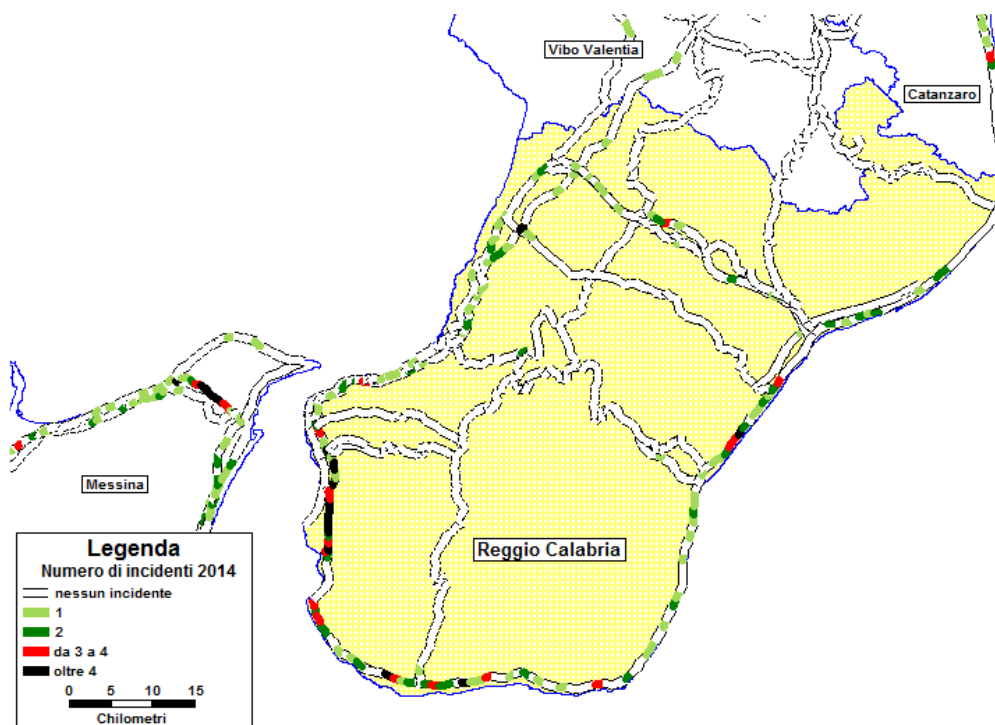 Vibo Valentia
Catanzaro
Messina
Reggio Calabria
Legenda
Numero di incidenti 2014
nessun incidente
1
2
da 3 a 4
oltre 4
0 5 10 15
Chilometri